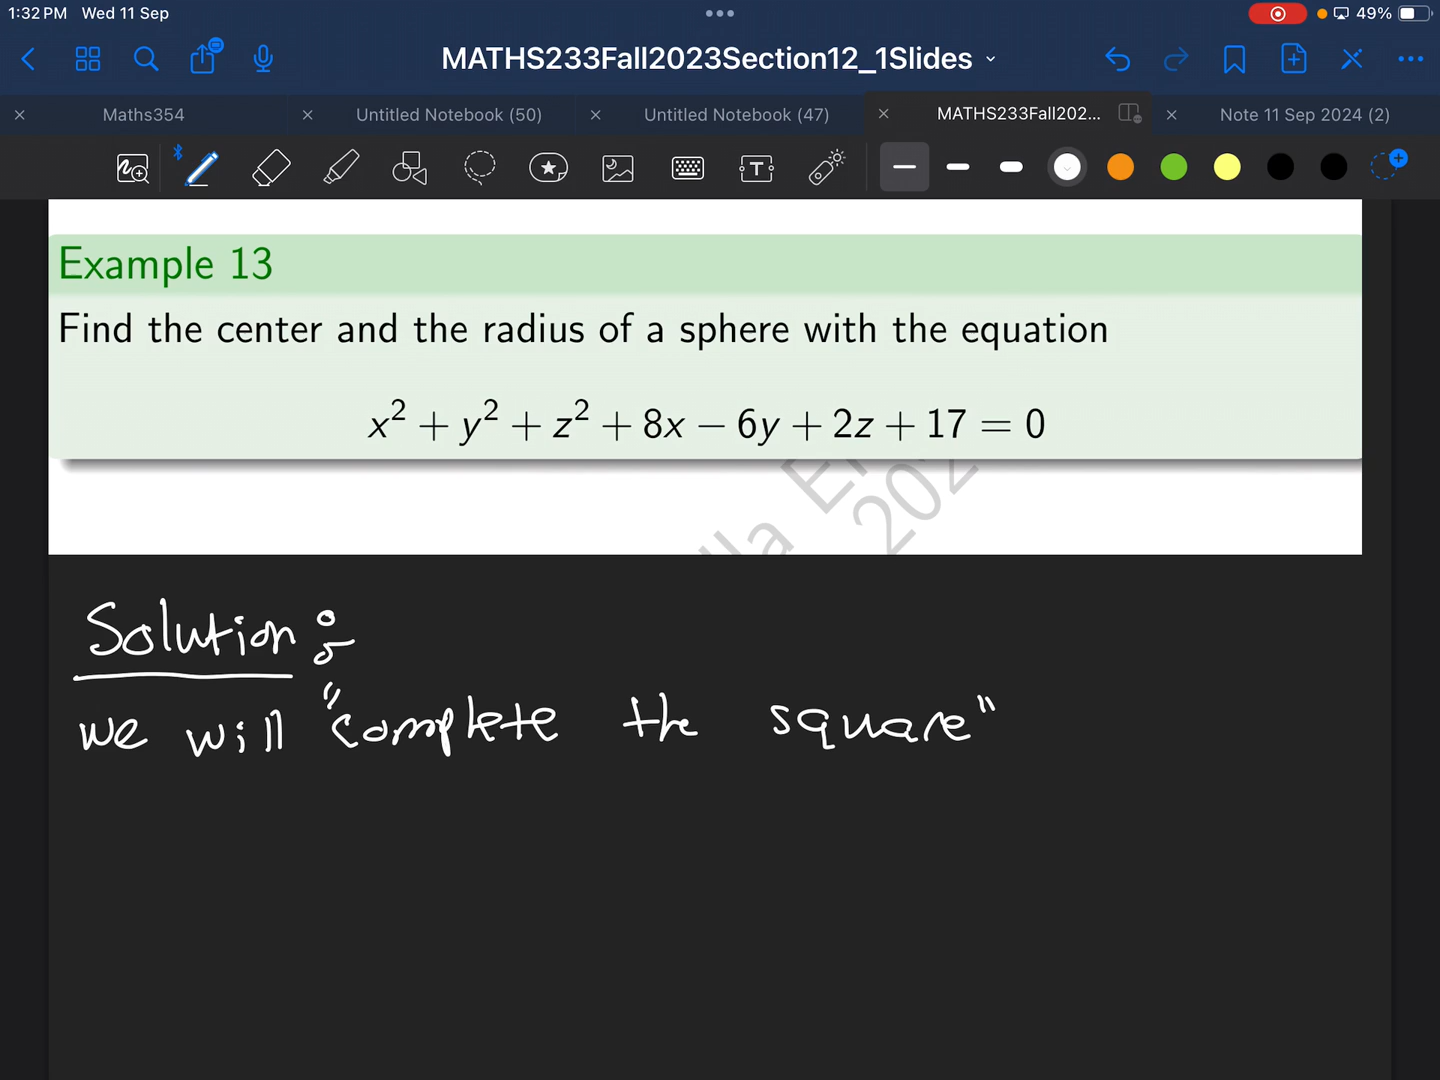 1:32 PM Wed 11 Sep
49%
MATHS233Fall2023Section12_1Slides
Maths354
Untitled Notebook (50)
Untitled Notebook (47)
MATHS233Fall202...
Note 11 Sep 2024 (2)
Example 13
Find the center and the radius of a sphere with the equation
x² + y² + z² + 8x − 6y + 2z + 17 = 0
Solution:
we will "complete the square"